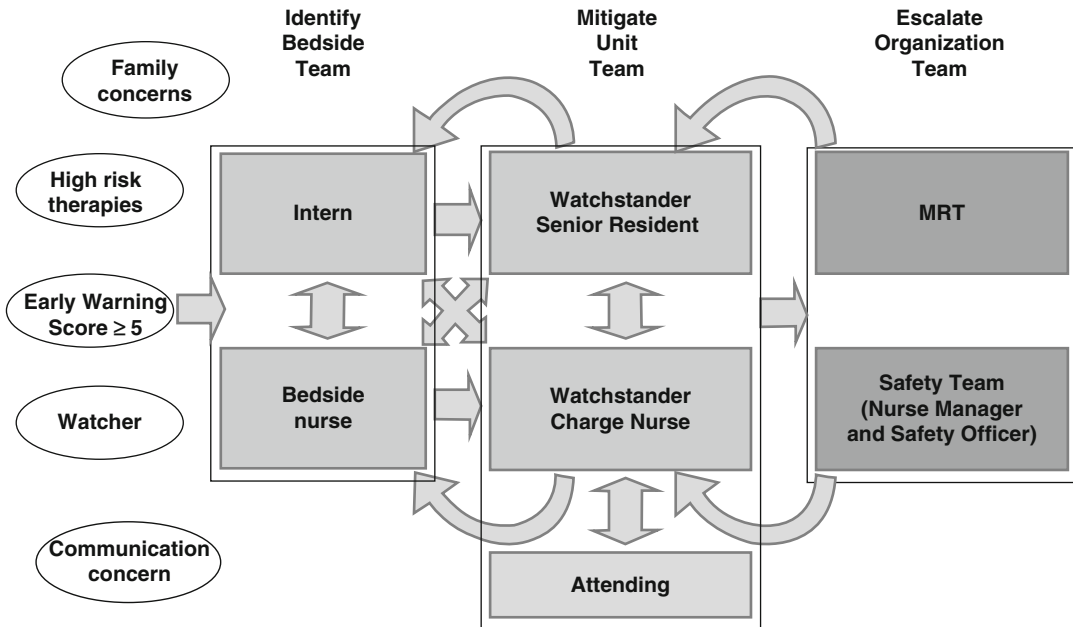 Identify
Bedside
Team
Mitigate
Unit
Team
Escalate
Organization
Team
Family
concerns
High risk
therapies
Early Warning
Score ≥ 5
Watcher
Communication
concern
Intern
Bedside
nurse
Watchstander
Senior Resident
Watchstander
Charge Nurse
Attending
MRT
Safety Team
(Nurse Manager
and Safety Officer)